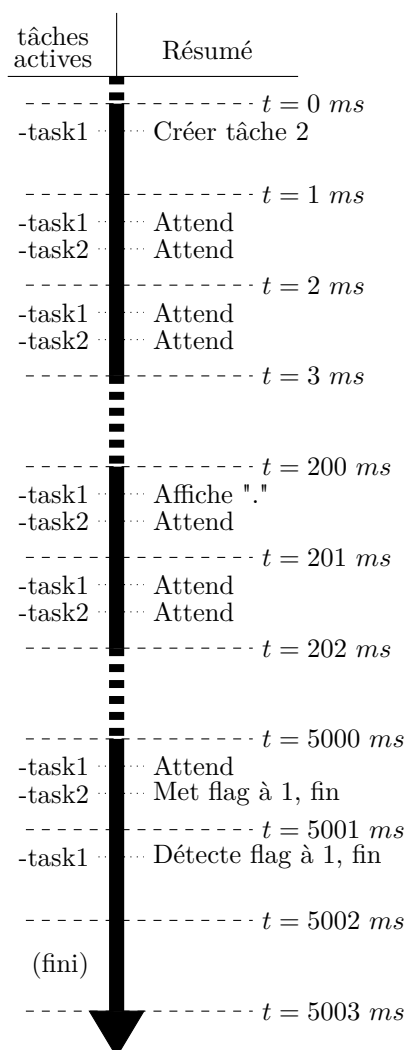 tâches
actives
Résumé
t = 0 ms
-task1 Créer tâche 2
t = 1 ms
-task1 Attend
-task2 Attend
t = 2 ms
-task1 Attend
-task2 Attend
t = 3 ms
t = 200 ms
-task1 Affiche "."
-task2 Attend
t = 201 ms
-task1 Attend
-task2 Attend
t = 202 ms
t = 5000 ms
-task1 Attend
-task2 Met flag à 1, fin
t = 5001 ms
-task1 Détecte flag à 1, fin
t = 5002 ms
(fini)
t = 5003 ms